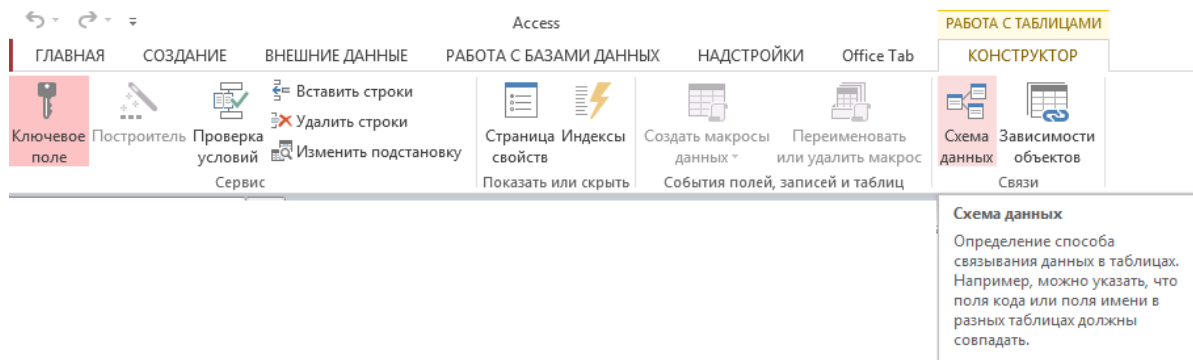 Access
РАБОТА С ТАБЛИЦАМИ
ГЛАВНАЯ СОЗДАНИЕ ВНЕШНИЕ ДАННЫЕ РАБОТА С БАЗАМИ ДАННЫХ НАДСТРОЙКИ Office Tab КОНСТРУКТОР
Ключевое поле
Построитель
Проверка условий
Вставить строки
Удалить строки
Изменить подстановку
Сервис
Страница свойств
Индексы
Показать или скрыть
Создать макросы данных
Переименовать или удалить макрос
События полей, записей и таблиц
Схема данных
Зависимости объектов
Связи
Схема данных
Определение способа
связывания данных в таблицах.
Например, можно указать, что
поля кода или поля имени в
разных таблицах должны
совпадать.